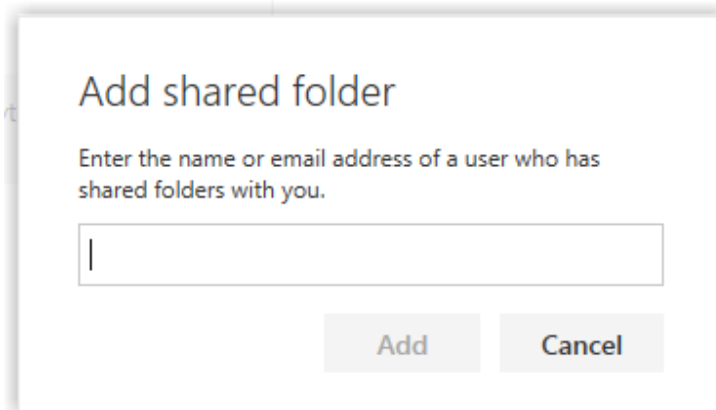 Add shared folder
Enter the name or email address of a user who has
shared folders with you.
Add Cancel